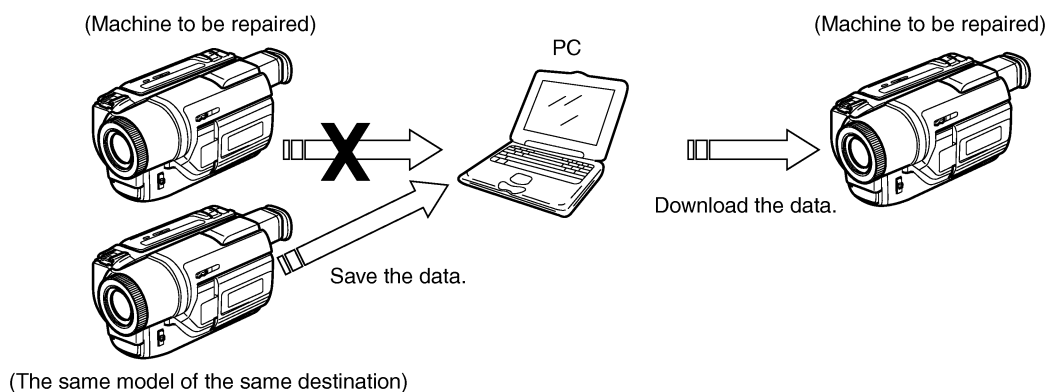 (Machine to be repaired)
(Machine to be repaired)
PC
X
Download the data.
Save the data.
(The same model of the same destination)